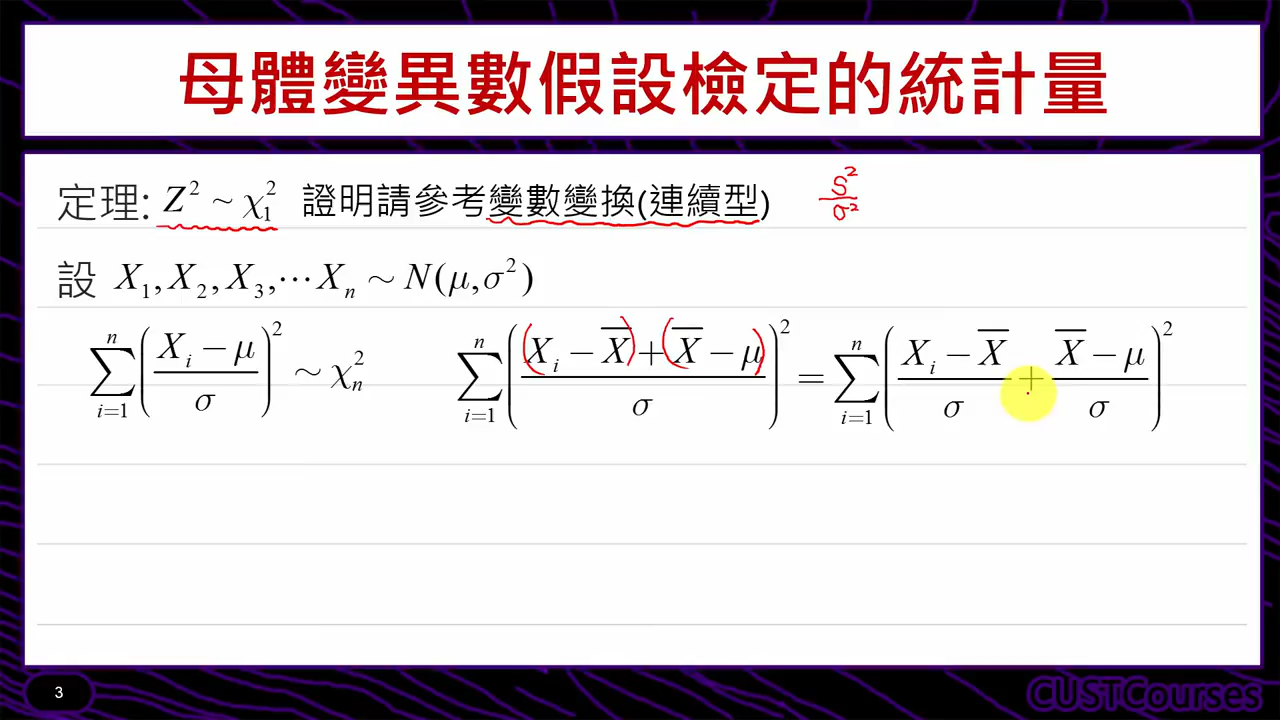 母體變異數假設檢定的統計量
定理: Z² ~ χ₁² 證明請參考變數變換(連續型) S²/σ²
設 X₁, X₂, X₃, ⋯ Xₙ ~ N(μ, σ²)
∑ᵢ₌₁ⁿ ((Xᵢ − μ)/σ)² ~ χₙ² ∑ᵢ₌₁ⁿ ((Xᵢ − X̅ + X̅ − μ)/σ)² = ∑ᵢ₌₁ⁿ ((Xᵢ − X̅)/σ + (X̅ − μ)/σ)²
3
CUSTCourses